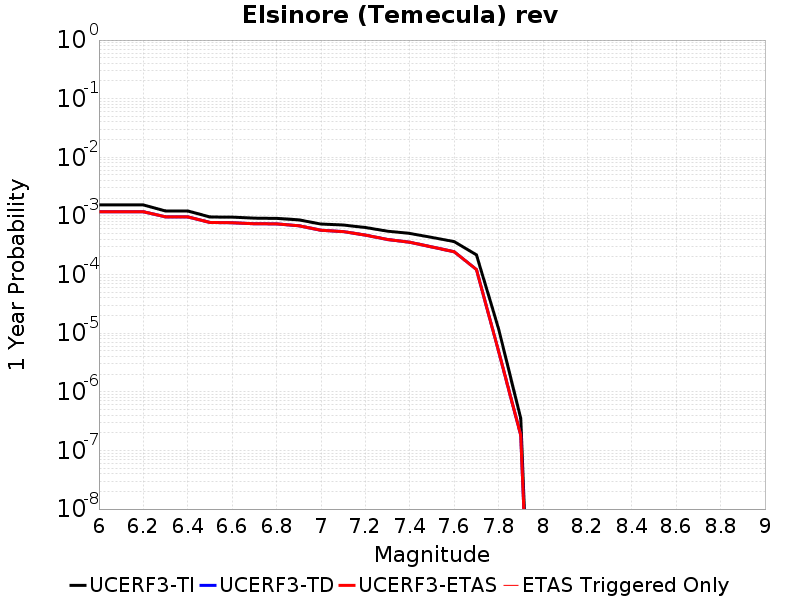 Elsinore (Temecula) rev
1 Year Probability
10^0
10^-1
10^-2
10^-3
10^-4
10^-5
10^-6
10^-7
10^-8
6 6.2 6.4 6.6 6.8 7 7.2 7.4 7.6 7.8 8 8.2 8.4 8.6 8.8 9
Magnitude
UCERF3-TI UCERF3-TD UCERF3-ETAS ETAS Triggered Only